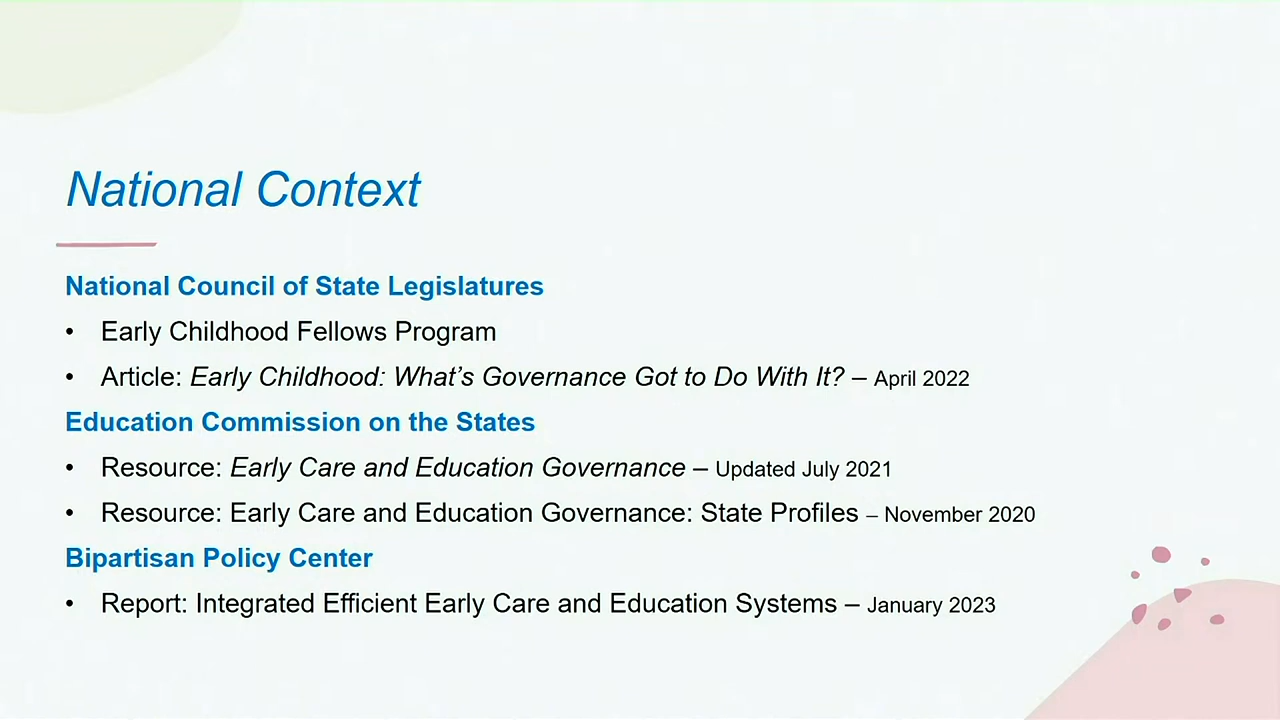 National Context
National Council of State Legislatures
• Early Childhood Fellows Program
• Article: Early Childhood: What's Governance Got to Do With It? – April 2022
Education Commission on the States
• Resource: Early Care and Education Governance – Updated July 2021
• Resource: Early Care and Education Governance: State Profiles – November 2020
Bipartisan Policy Center
• Report: Integrated Efficient Early Care and Education Systems – January 2023